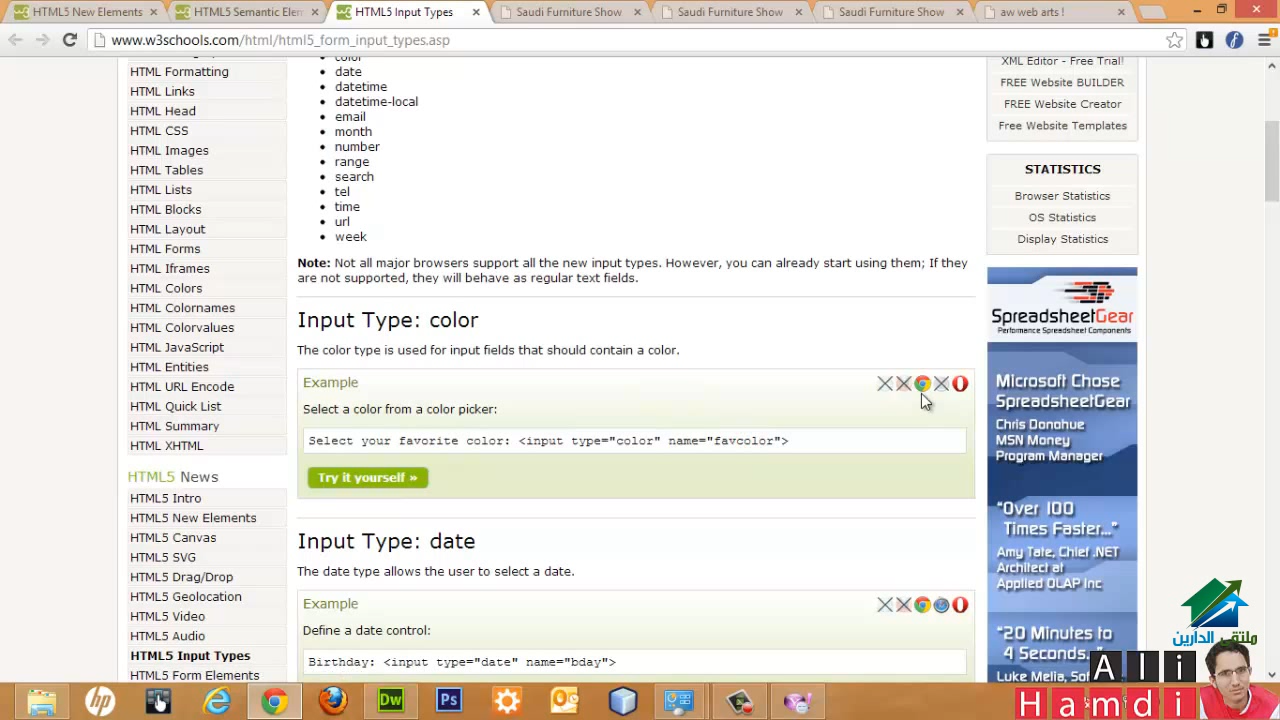 HTML5 New Elements
HTML5 Semantic Elem
HTML5 Input Types
Saudi Furniture Show
Saudi Furniture Show
Saudi Furniture Show
aw web arts !
www.w3schools.com/html/html5_form_input_types.asp
HTML Formatting
HTML Links
HTML Head
HTML CSS
HTML Images
HTML Tables
HTML Lists
HTML Blocks
HTML Layout
HTML Forms
HTML Iframes
HTML Colors
HTML Colornames
HTML Colorvalues
HTML JavaScript
HTML Entities
HTML URL Encode
HTML Quick List
HTML Summary
HTML XHTML
HTML5 News
HTML5 Intro
HTML5 New Elements
HTML5 Canvas
HTML5 SVG
HTML5 Drag/Drop
HTML5 Geolocation
HTML5 Video
HTML5 Audio
HTML5 Input Types
HTML5 Form Elements
color
date
datetime
datetime-local
email
month
number
range
search
tel
time
url
week
Note: Not all major browsers support all the new input types. However, you can already start using them; If they
are not supported, they will behave as regular text fields.
Input Type: color
The color type is used for input fields that should contain a color.
Example
Select a color from a color picker:
Select your favorite color: <input type="color" name="favcolor">
Try it yourself »
Input Type: date
The date type allows the user to select a date.
Example
Define a date control:
Birthday: <input type="date" name="bday">
XML Editor - Free Trial!
FREE Website BUILDER
FREE Website Creator
Free Website Templates
STATISTICS
Browser Statistics
OS Statistics
Display Statistics
SpreadsheetGear
Performance Spreadsheet Components
Microsoft Chose
SpreadsheetGear
Chris Donohue
MSN Money
Program Manager
“Over 100
Times Faster...”
Amy Tate, Chief .NET
Architect at
Applied OLAP Inc
“20 Minutes to
4 Seconds.
Luke Melia, Sof
ملتقى الدارين
Ali
Hamdi
hp
Dw
Ps